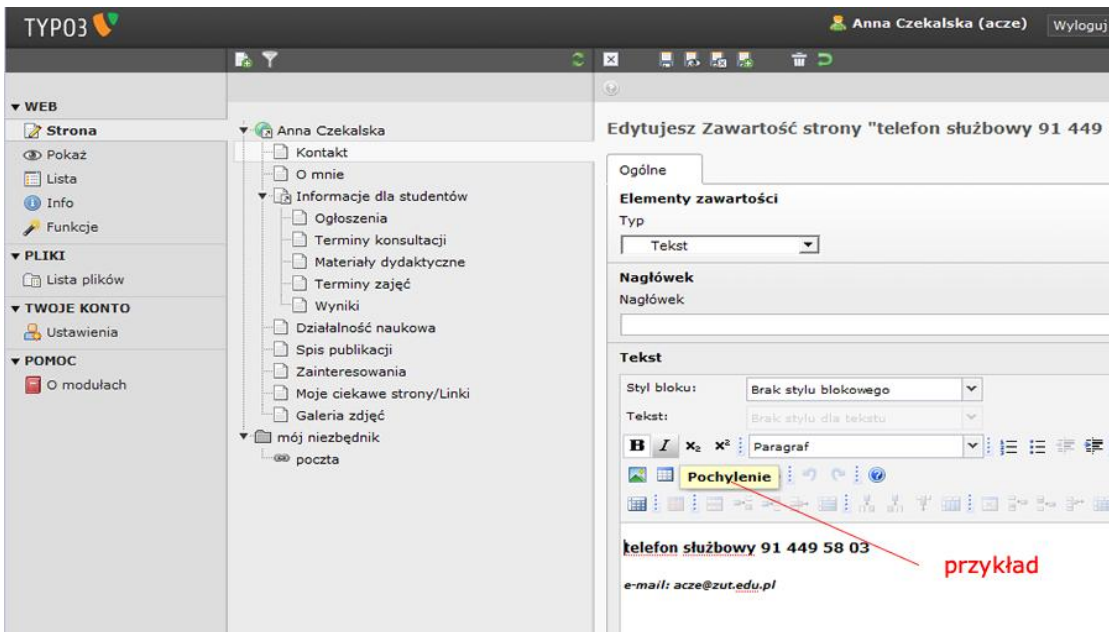 TYPO3
Anna Czekalska (acze)
Wyloguj
WEB
Strona
Pokaż
Lista
Info
Funkcje
PLIKI
Lista plików
TWOJE KONTO
Ustawienia
POMOC
O modułach
Anna Czekalska
Kontakt
O mnie
Informacje dla studentów
Ogłoszenia
Terminy konsultacji
Materiały dydaktyczne
Terminy zajęć
Wyniki
Działalność naukowa
Spis publikacji
Zainteresowania
Moje ciekawe strony/Linki
Galeria zdjęć
mój niezbędnik
poczta
Edytujesz Zawartość strony "telefon służbowy 91 449
Ogólne
Elementy zawartości
Typ
Tekst
Nagłówek
Nagłówek
Tekst
Styl bloku: Brak stylu blokowego
Tekst: Brak stylu dla tekstu
B I x₂ x² Paragraf
Pochylenie
telefon służbowy 91 449 58 03
przykład
e-mail: acze@zut.edu.pl